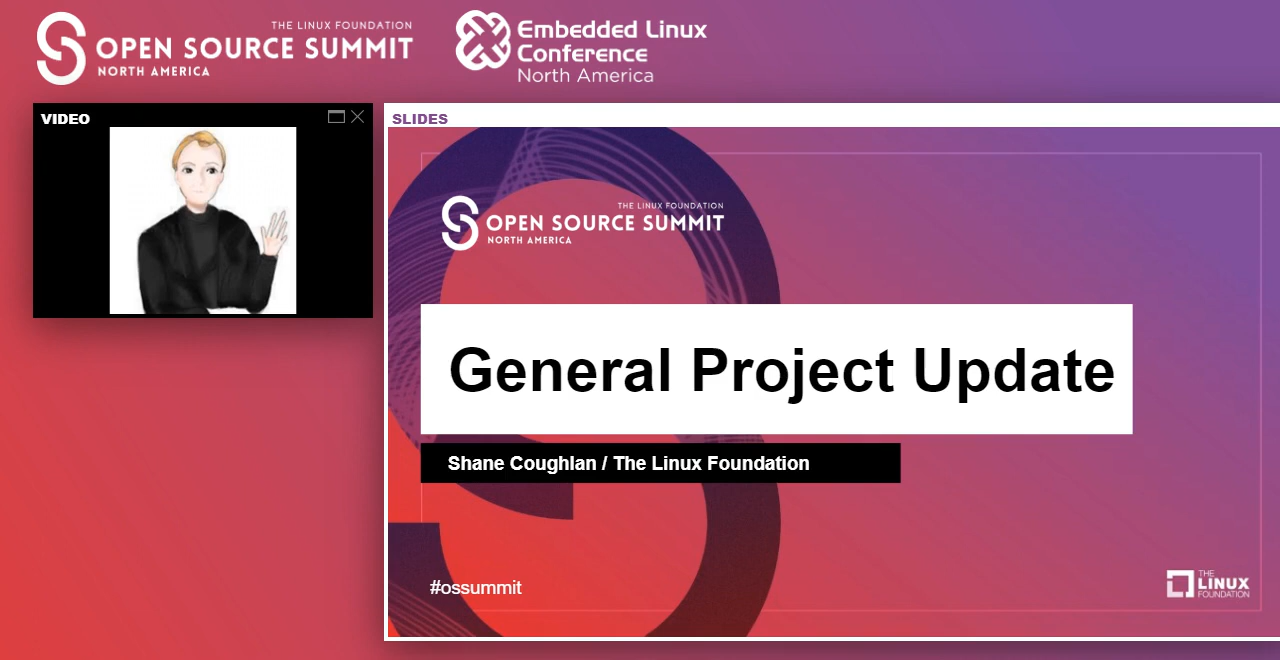 THE LINUX FOUNDATION
OPEN SOURCE SUMMIT
NORTH AMERICA
Embedded Linux
Conference
North America
VIDEO
SLIDES
THE LINUX FOUNDATION
OPEN SOURCE SUMMIT
NORTH AMERICA
General Project Update
Shane Coughlan / The Linux Foundation
#ossummit
THE
LINUX
FOUNDATION